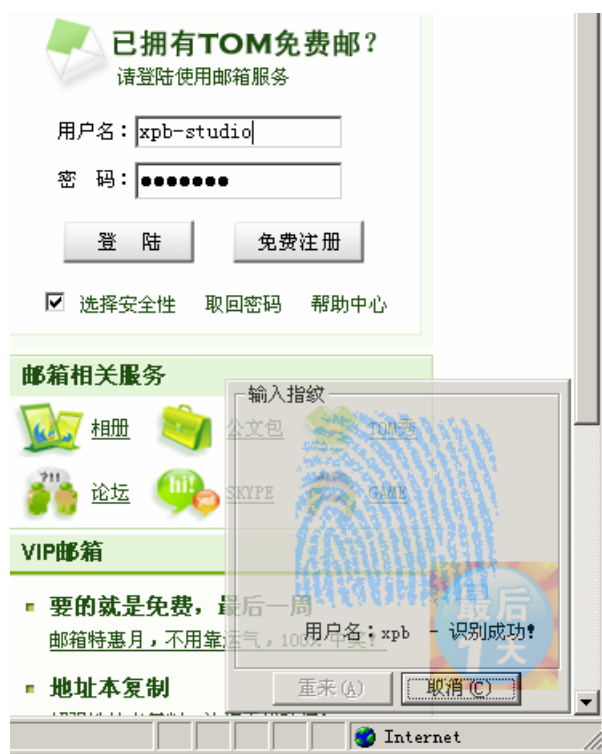 已拥有TOM免费邮?
请登陆使用邮箱服务
用户名：xpb-studio
密 码：●●●●●●●
登 陆 免费注册
选择安全性 取回密码 帮助中心
邮箱相关服务
输入指纹
相册 公文包 TOM秀
?!!
hi!
论坛 SKYPE GAME
VIP邮箱
要的就是免费，最后一周
邮箱特惠月，不用靠运气，100% 中奖!
最后
1天
用户名：xpb - 识别成功!
地址本复制
重来(A) 取消(C)
Internet